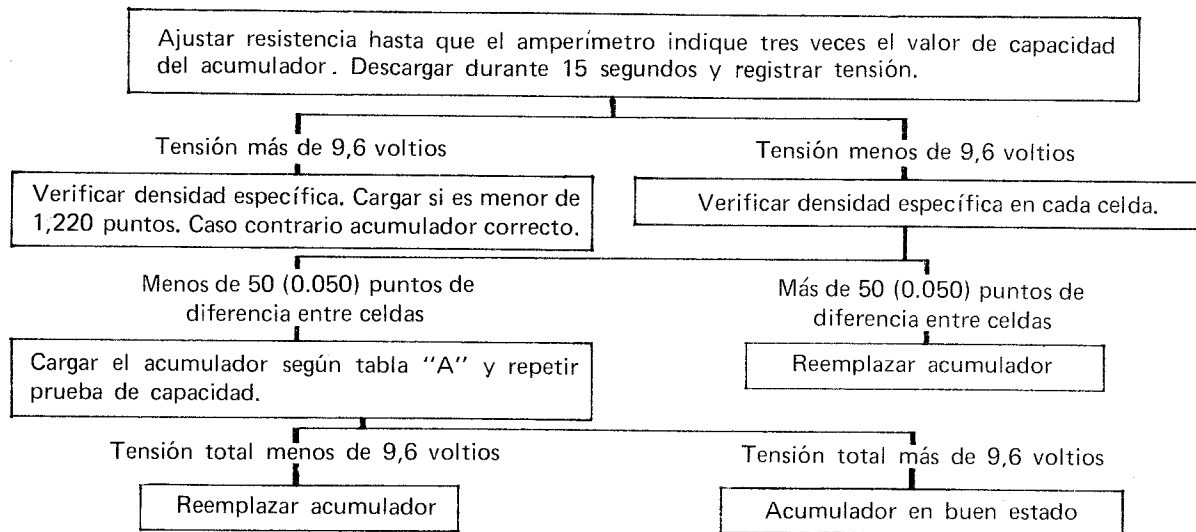 Ajustar resistencia hasta que el amperímetro indique tres veces el valor de capacidad
del acumulador. Descargar durante 15 segundos y registrar tensión.
Tensión más de 9,6 voltios
Tensión menos de 9,6 voltios
Verificar densidad específica. Cargar si es menor de
1,220 puntos. Caso contrario acumulador correcto.
Verificar densidad específica en cada celda.
Menos de 50 (0.050) puntos de
diferencia entre celdas
Más de 50 (0.050) puntos de
diferencia entre celdas
Cargar el acumulador según tabla "A" y repetir
prueba de capacidad.
Reemplazar acumulador
Tensión total menos de 9,6 voltios
Tensión total más de 9,6 voltios
Reemplazar acumulador
Acumulador en buen estado